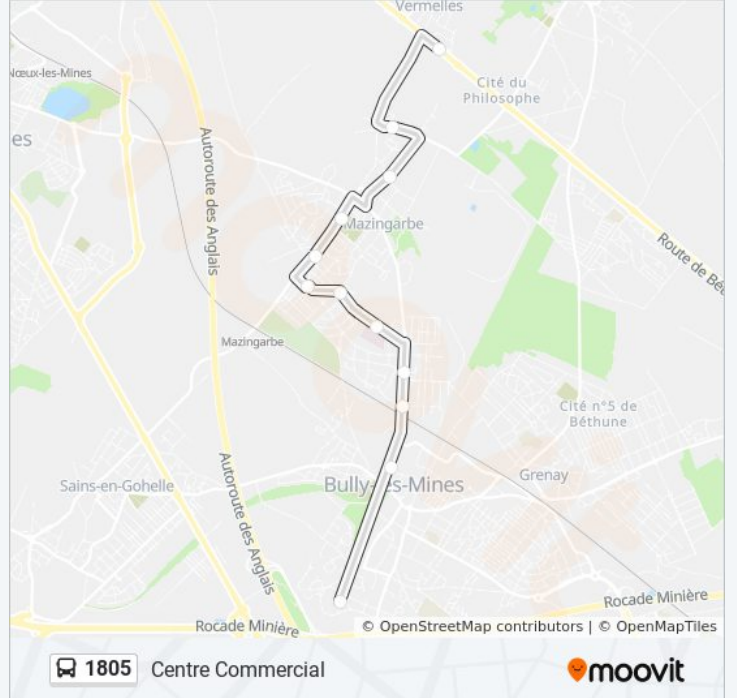 Vermelles
Nœux-les-Mines
Cité du
Philosophe
es
Autoroute des Anglais
Mazingarbe
Route de Bé
Mazingarbe
Cité n°5 de
Béthune
Autoroute des Anglais
Sains-en-Gohelle
Bully-les-Mines
Grenay
Rocade Minière
Rocade Minière
© OpenStreetMap contributors | © OpenMapTiles
1805 Centre Commercial
moovit